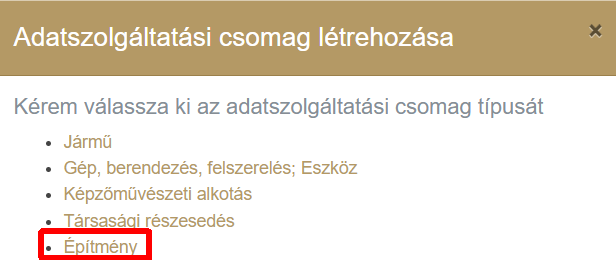 Adatszolgáltatási csomag létrehozása
×
Kérem válassza ki az adatszolgáltatási csomag típusát
• Jármű
• Gép, berendezés, felszerelés; Eszköz
• Képzőművészeti alkotás
• Társasági részesedés
• Építmény